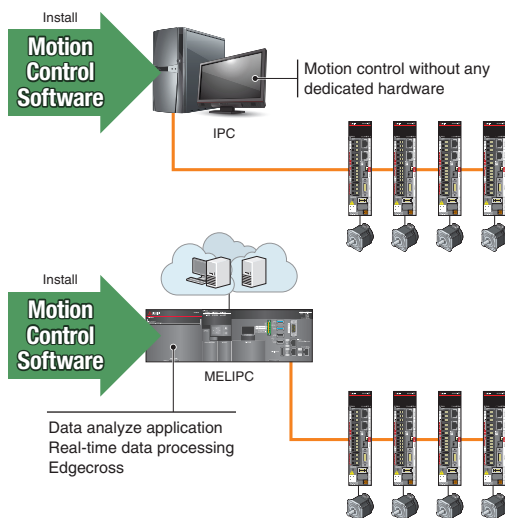 Install
Motion
Control
Software
Motion control without any
dedicated hardware
IPC
Install
Motion
Control
Software
MELIPC
Data analyze application
Real-time data processing
Edgecross